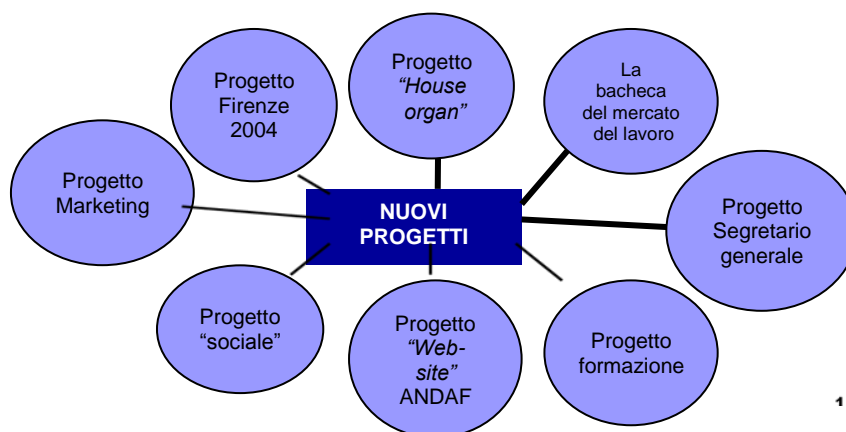 Progetto
Firenze
2004
Progetto
“House
organ”
La
bacheca
del mercato
del lavoro
Progetto
Marketing
NUOVI
PROGETTI
Progetto
Segretario
generale
Progetto
“sociale”
Progetto
“Web-
site”
ANDAF
Progetto
formazione
1